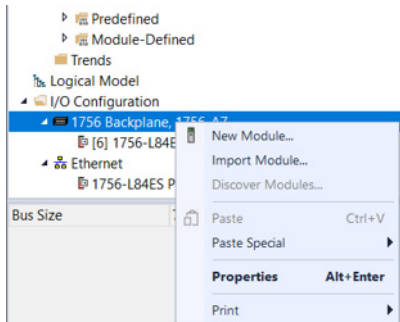 Predefined
Module-Defined
Trends
Logical Model
I/O Configuration
1756 Backplane, 1756-A7
[6] 1756-L84E
Ethernet
1756-L84ES P
Bus Size
New Module...
Import Module...
Discover Modules...
Paste Ctrl+V
Paste Special
Properties Alt+Enter
Print